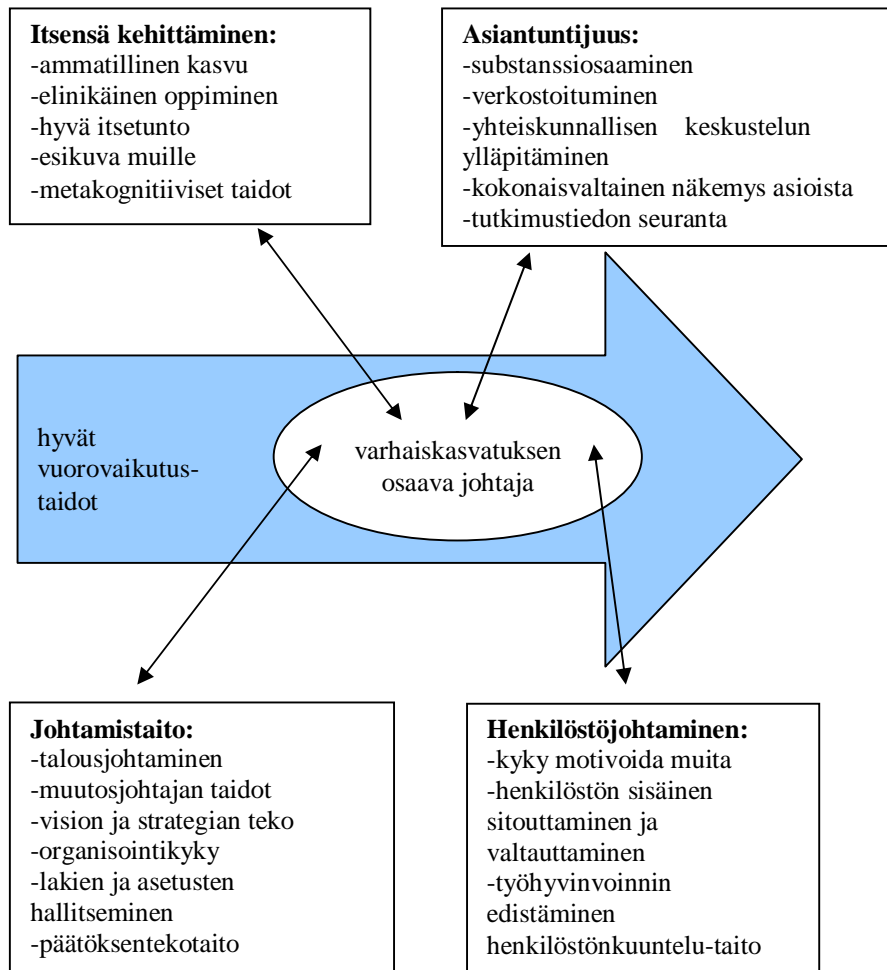 Itsensä kehittäminen:
-ammatillinen kasvu
-elinikäinen oppiminen
-hyvä itsetunto
-esikuva muille
-metakognitiiviset taidot
Asiantuntijuus:
-substanssiosaaminen
-verkostoituminen
-yhteiskunnallisen keskustelun
ylläpitäminen
-kokonaisvaltainen näkemys asioista
-tutkimustiedon seuranta
hyvät
vuorovaikutus-
taidot
varhaiskasvatuksen
osaava johtaja
Johtamistaito:
-talousjohtaminen
-muutosjohtajan taidot
-vision ja strategian teko
-organisointikyky
-lakien ja asetusten
hallitseminen
-päätöksentekotaito
Henkilöstöjohtaminen:
-kyky motivoida muita
-henkilöstön sisäinen
sitouttaminen ja
valtauttaminen
-työhyvinvoinnin
edistäminen
henkilöstönkuuntelu-taito